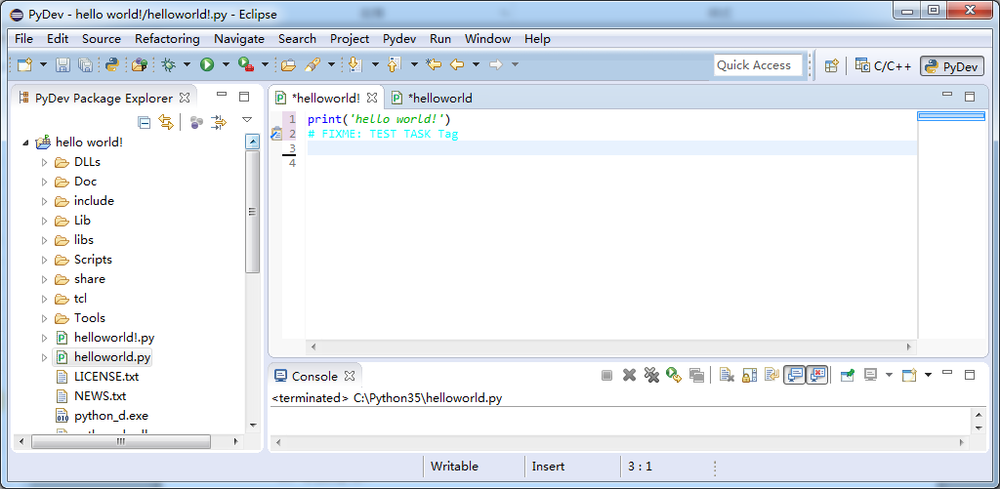 PyDev - hello world!/helloworld!.py - Eclipse
File Edit Source Refactoring Navigate Search Project Pydev Run Window Help
Quick Access
C/C++
PyDev
PyDev Package Explorer
hello world!
DLLs
Doc
include
Lib
libs
Scripts
share
tcl
Tools
helloworld!.py
helloworld.py
LICENSE.txt
NEWS.txt
python_d.exe
*helloworld!
*helloworld
1 print('hello world!')
2 # FIXME: TEST TASK Tag
3
4
Console
<terminated> C:\Python35\helloworld.py
Writable
Insert
3 : 1